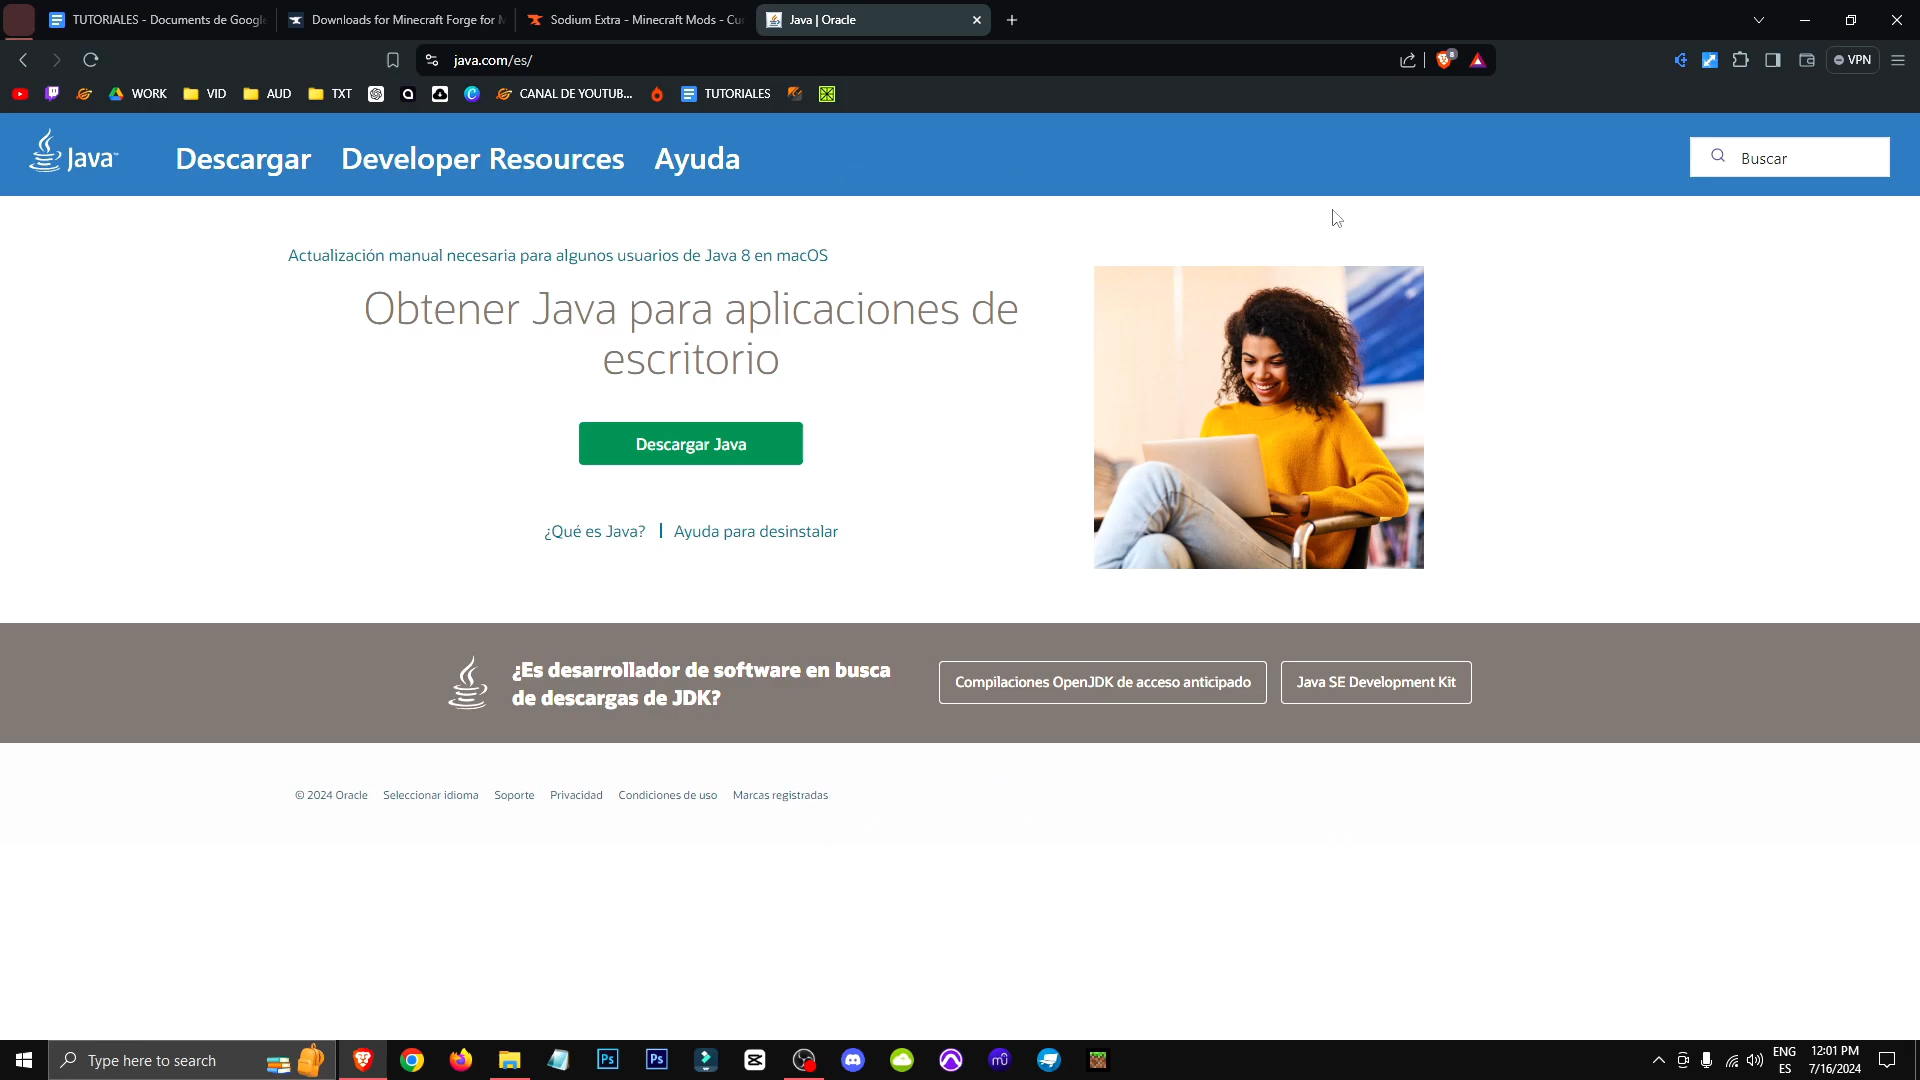 TUTORIALES - Documents de Google
Downloads for Minecraft Forge for M
Sodium Extra - Minecraft Mods - Cur
Java | Oracle
java.com/es/
8
VPN
WORK
VID
AUD
TXT
CANAL DE YOUTUB...
TUTORIALES
Java
Descargar
Developer Resources
Ayuda
Buscar
Actualización manual necesaria para algunos usuarios de Java 8 en macOS
Obtener Java para aplicaciones de
escritorio
Descargar Java
¿Qué es Java?
Ayuda para desinstalar
¿Es desarrollador de software en busca
de descargas de JDK?
Compilaciones OpenJDK de acceso anticipado
Java SE Development Kit
© 2024 Oracle
Seleccionar idioma
Soporte
Privacidad
Condiciones de uso
Marcas registradas
Type here to search
Ps
Ps
ENG
ES
12:01 PM
7/16/2024